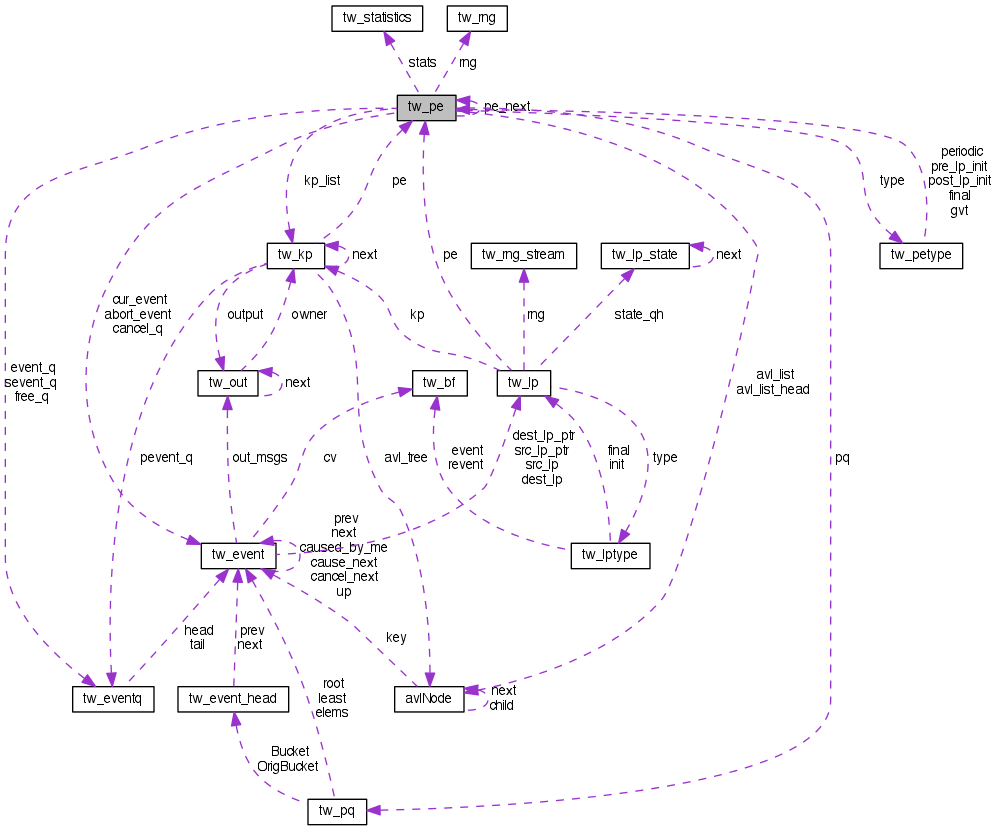 tw_statistics
tw_rng
stats
rng
tw_pe
pe_next
periodic
pre_lp_init
post_lp_init
final
gvt
kp_list
pe
type
tw_kp
next
pe
tw_rng_stream
tw_lp_state
next
tw_petype
cur_event
abort_event
cancel_q
output
owner
kp
rng
state_qh
event_q
sevent_q
free_q
tw_out
next
tw_bf
tw_lp
avl_list
avl_list_head
pevent_q
out_msgs
cv
avl_tree
event
revent
dest_lp_ptr
src_lp_ptr
src_lp
dest_lp
final
init
type
pq
tw_event
prev
next
caused_by_me
cause_next
cancel_next
up
tw_lptype
head
tail
prev
next
key
tw_eventq
tw_event_head
root
least
elems
avlNode
next
child
Bucket
OrigBucket
tw_pq